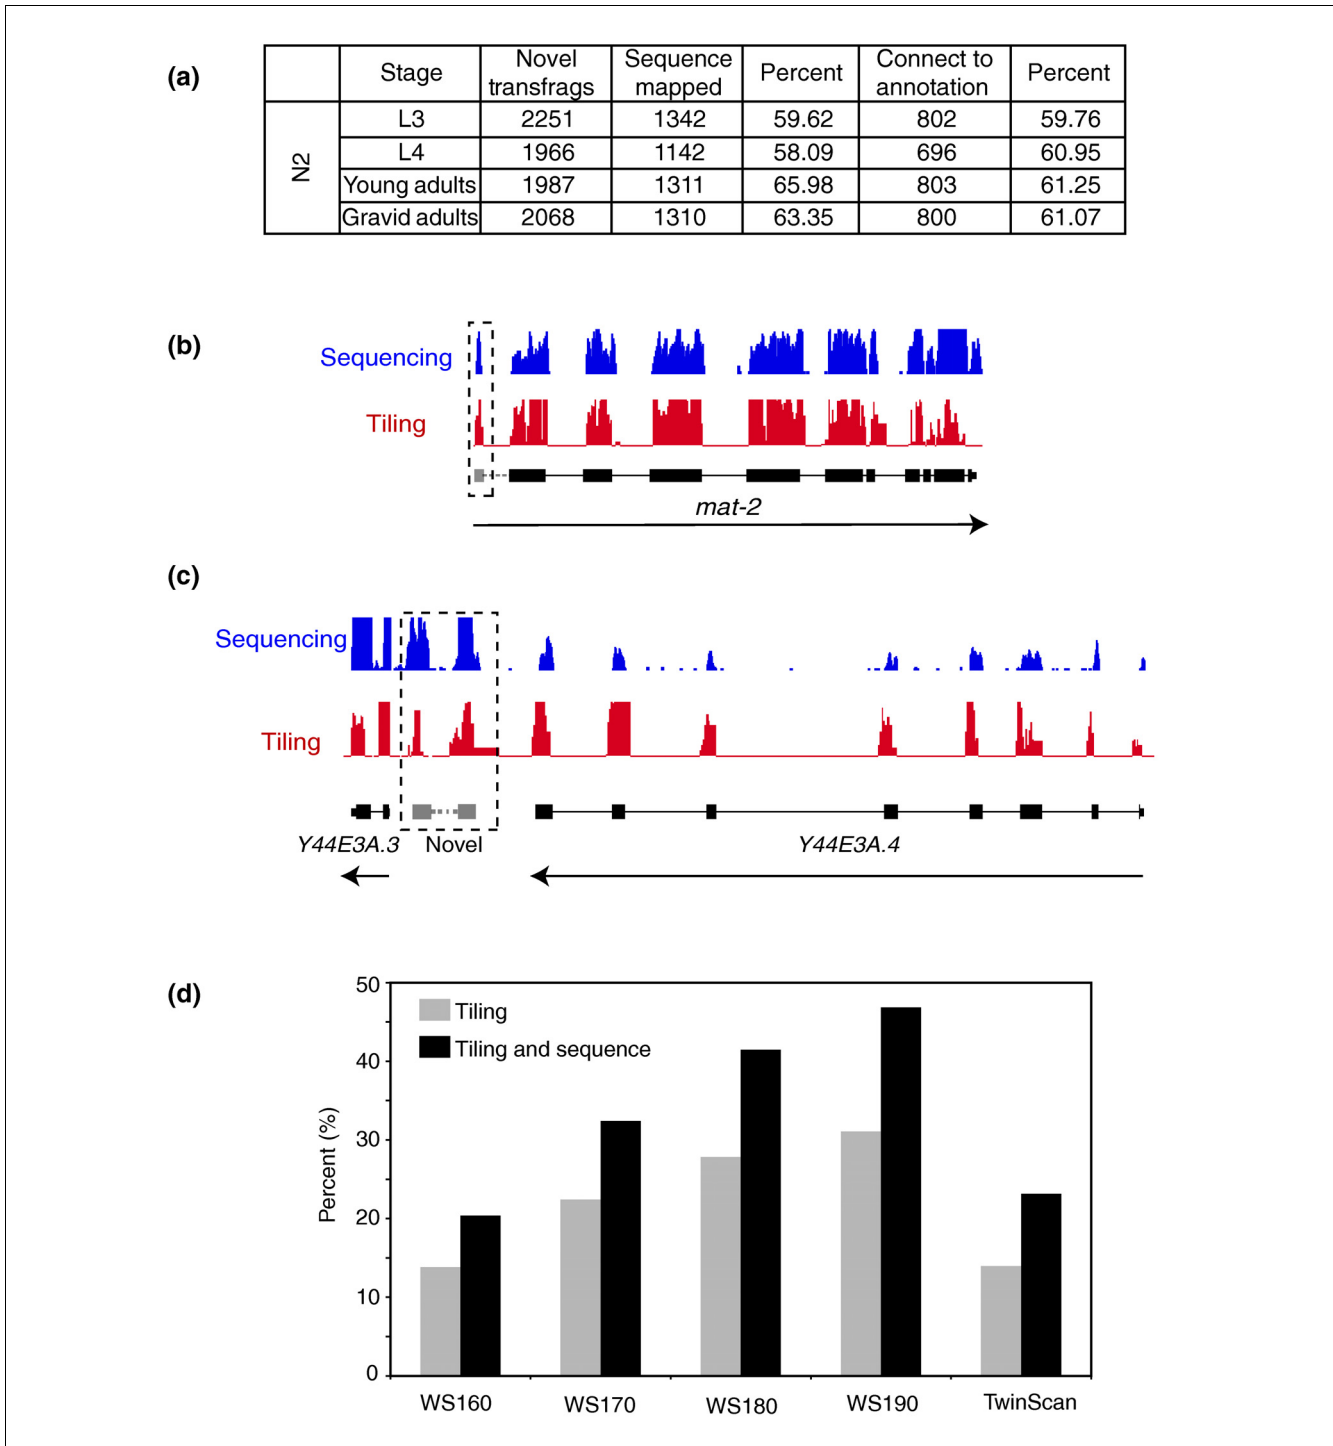 (a)
Stage Novel transfrags Sequence mapped Percent Connect to annotation Percent
N2
L3 2251 1342 59.62 802 59.76
L4 1966 1142 58.09 696 60.95
Young adults 1987 1311 65.98 803 61.25
Gravid adults 2068 1310 63.35 800 61.07
(b)
Sequencing
Tiling
mat-2
(c)
Sequencing
Tiling
Y44E3A.3 Novel Y44E3A.4
(d)
Tiling
Tiling and sequence
Percent (%)
50
40
30
20
10
0
WS160 WS170 WS180 WS190 TwinScan